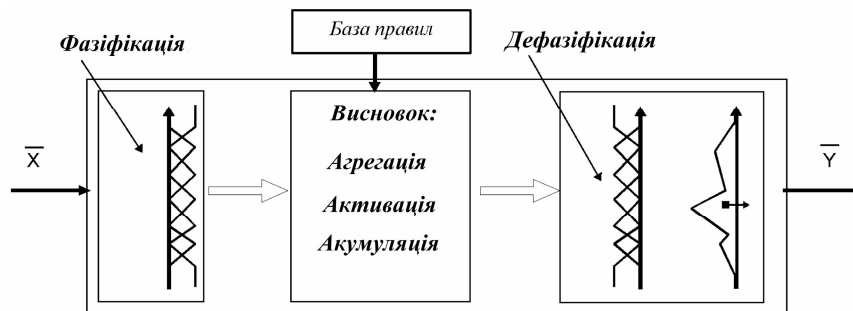 База правил
Фазіфікація
Дефазіфікація
Висновок:
Агрегація
Активація
Акумуляція
X
Y